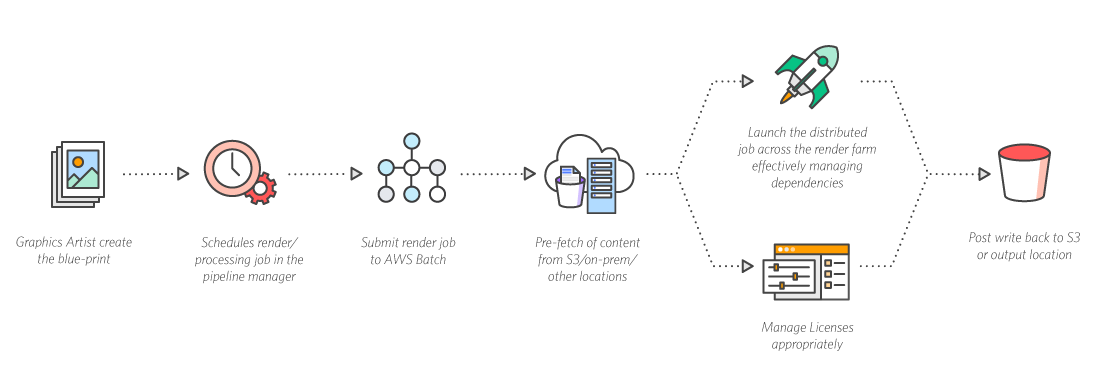 Graphics Artist create
the blue-print
Schedules render/
processing job in the
pipeline manager
Submit render job
to AWS Batch
Pre-fetch of content
from S3/on-prem/
other locations
Launch the distributed
job across the render farm
effectively managing
dependencies
Manage Licenses
appropriately
Post write back to S3
or output location